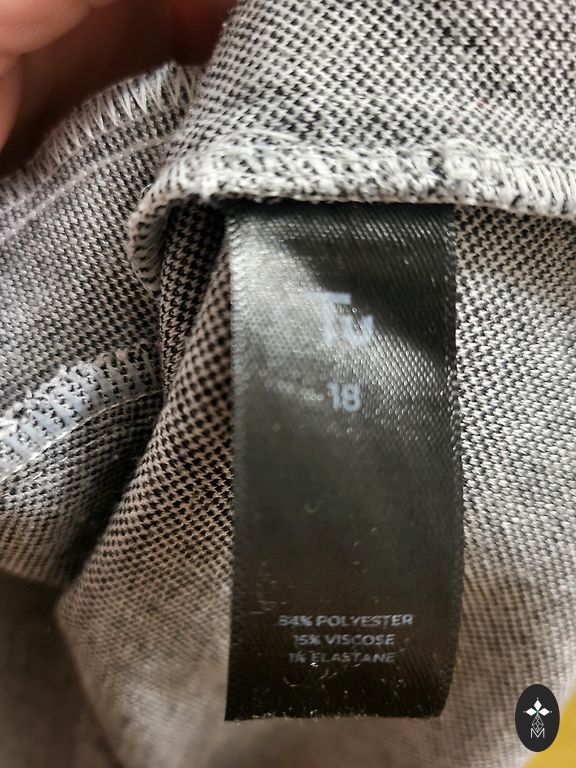 Tu
18
84% POLYESTER
15% VISCOSE
1% ELASTANE
M